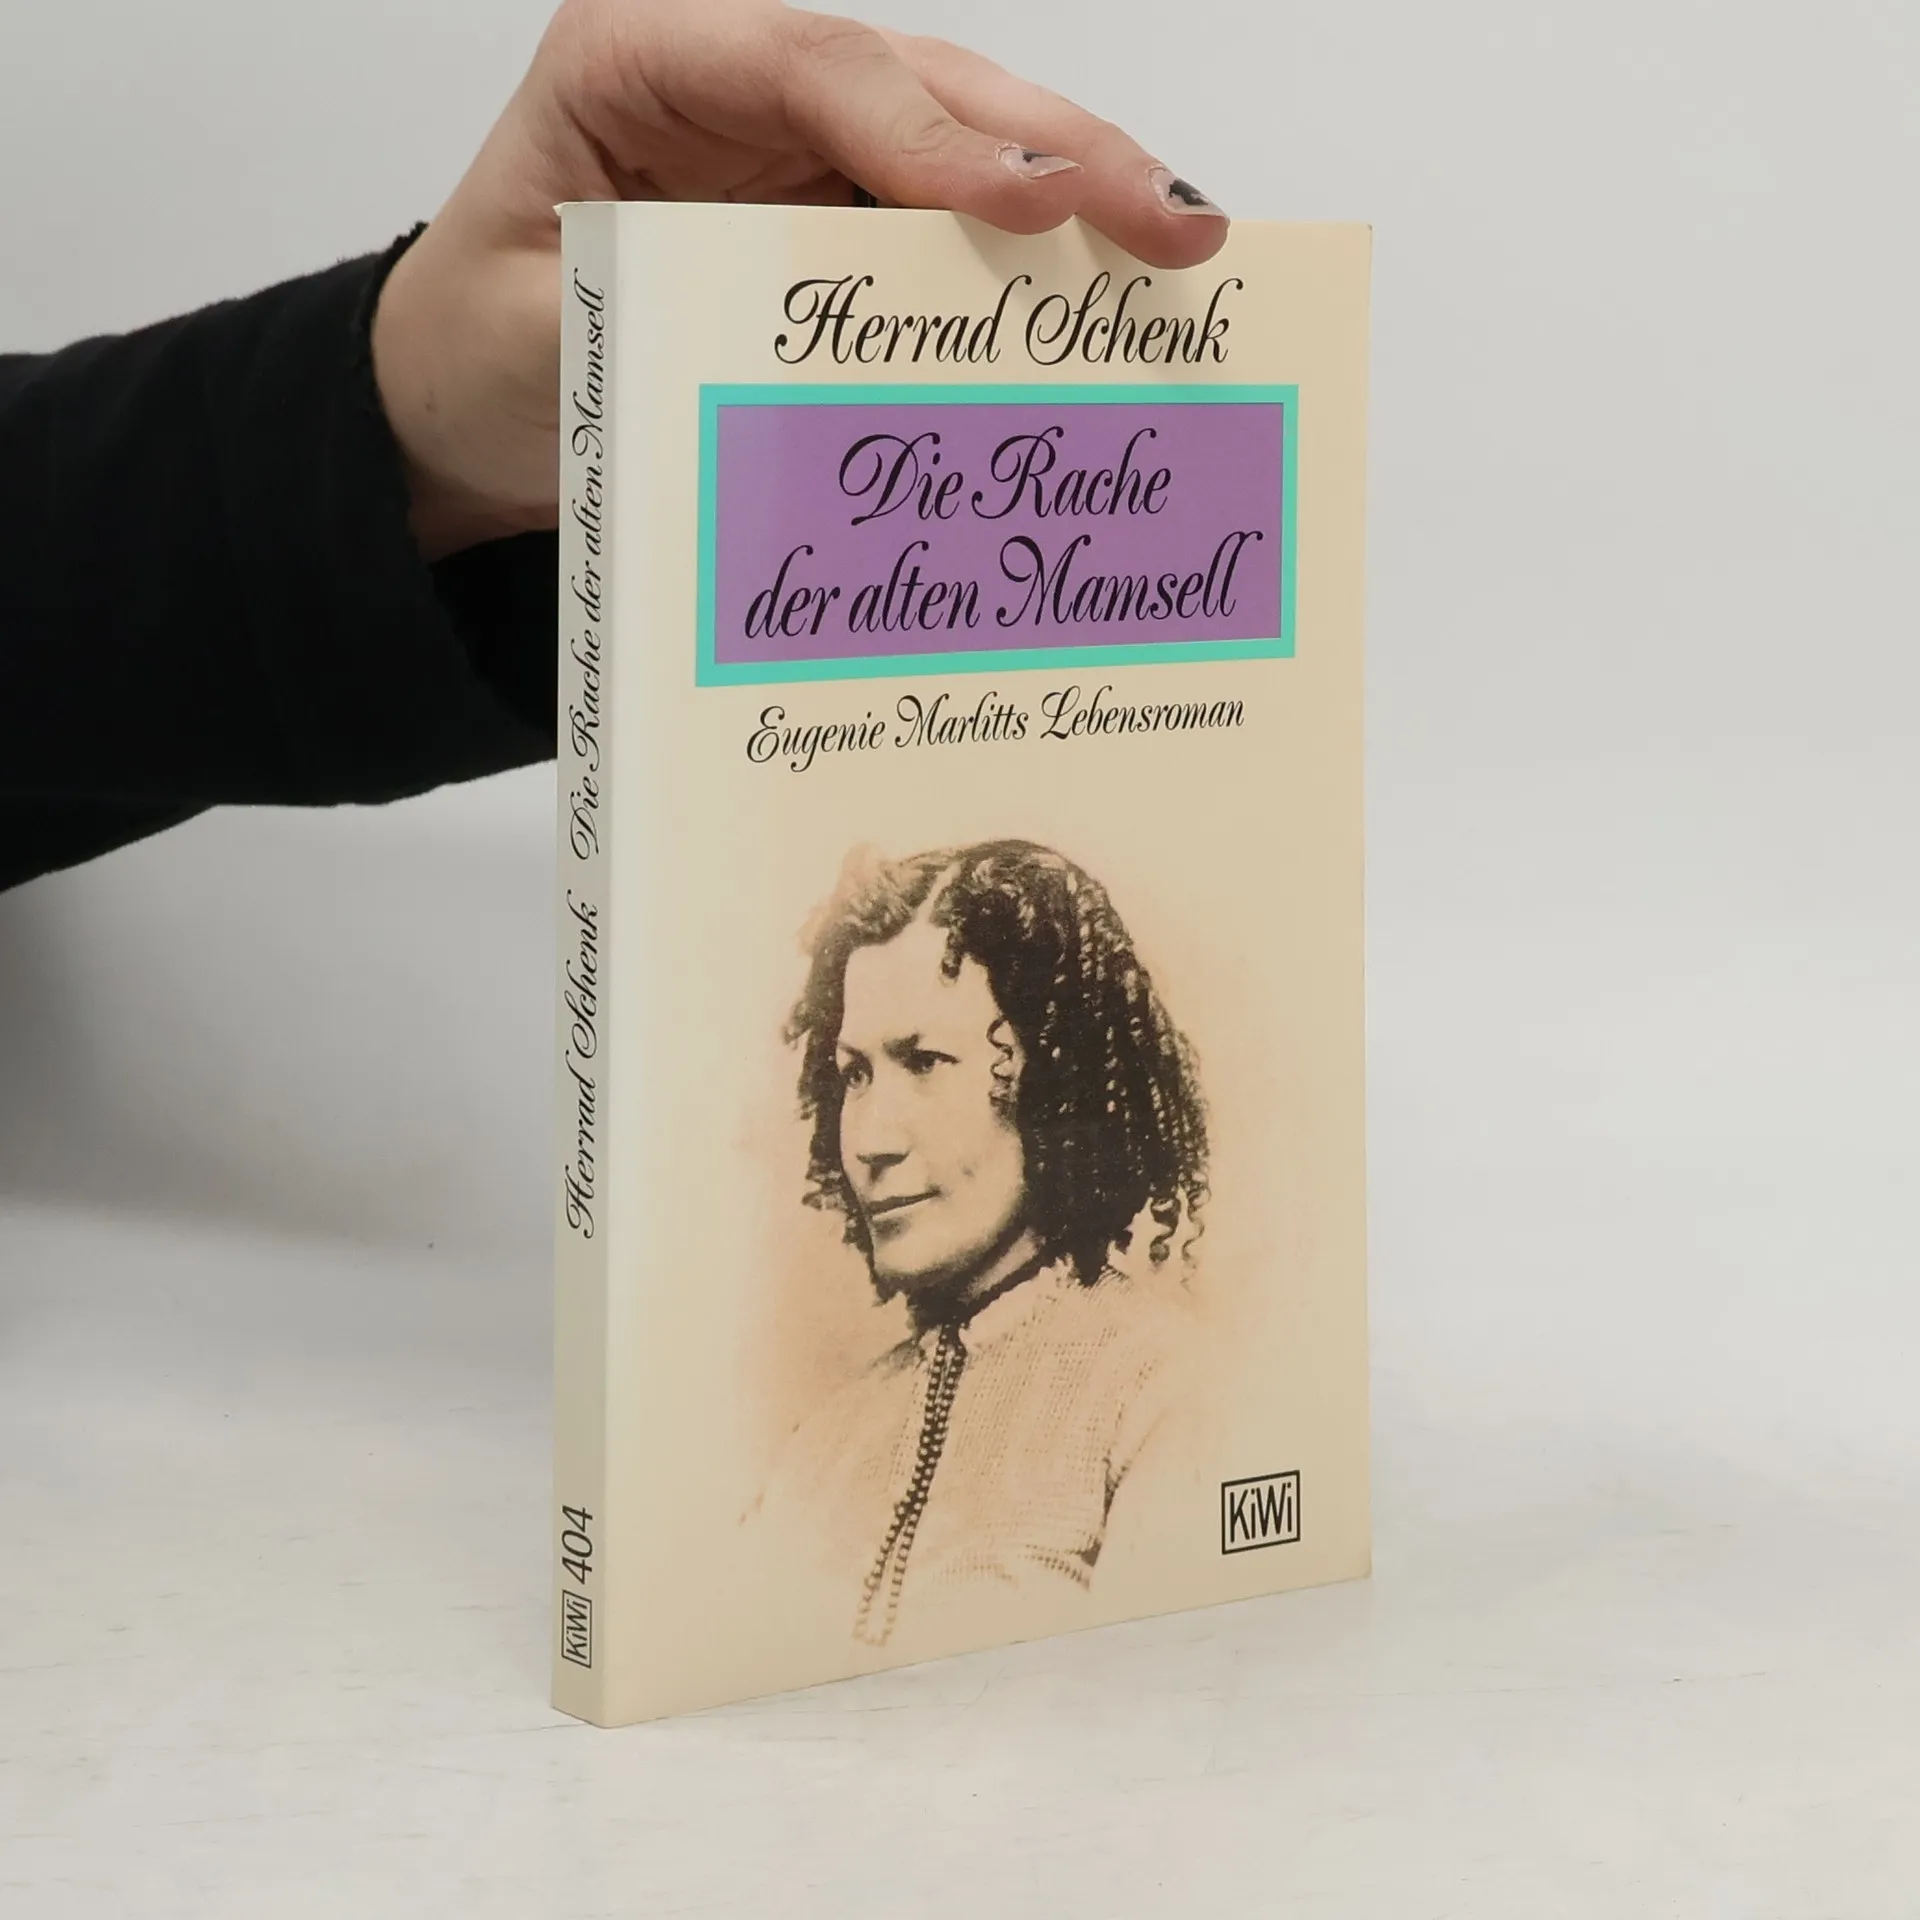 Herrad Schenk
Die Rache
der alten Mamsell
Eugenie Marlitts Lebensroman
KiWi
Herrad Schenk Die Rache der alten Mamsell
KiWi 404